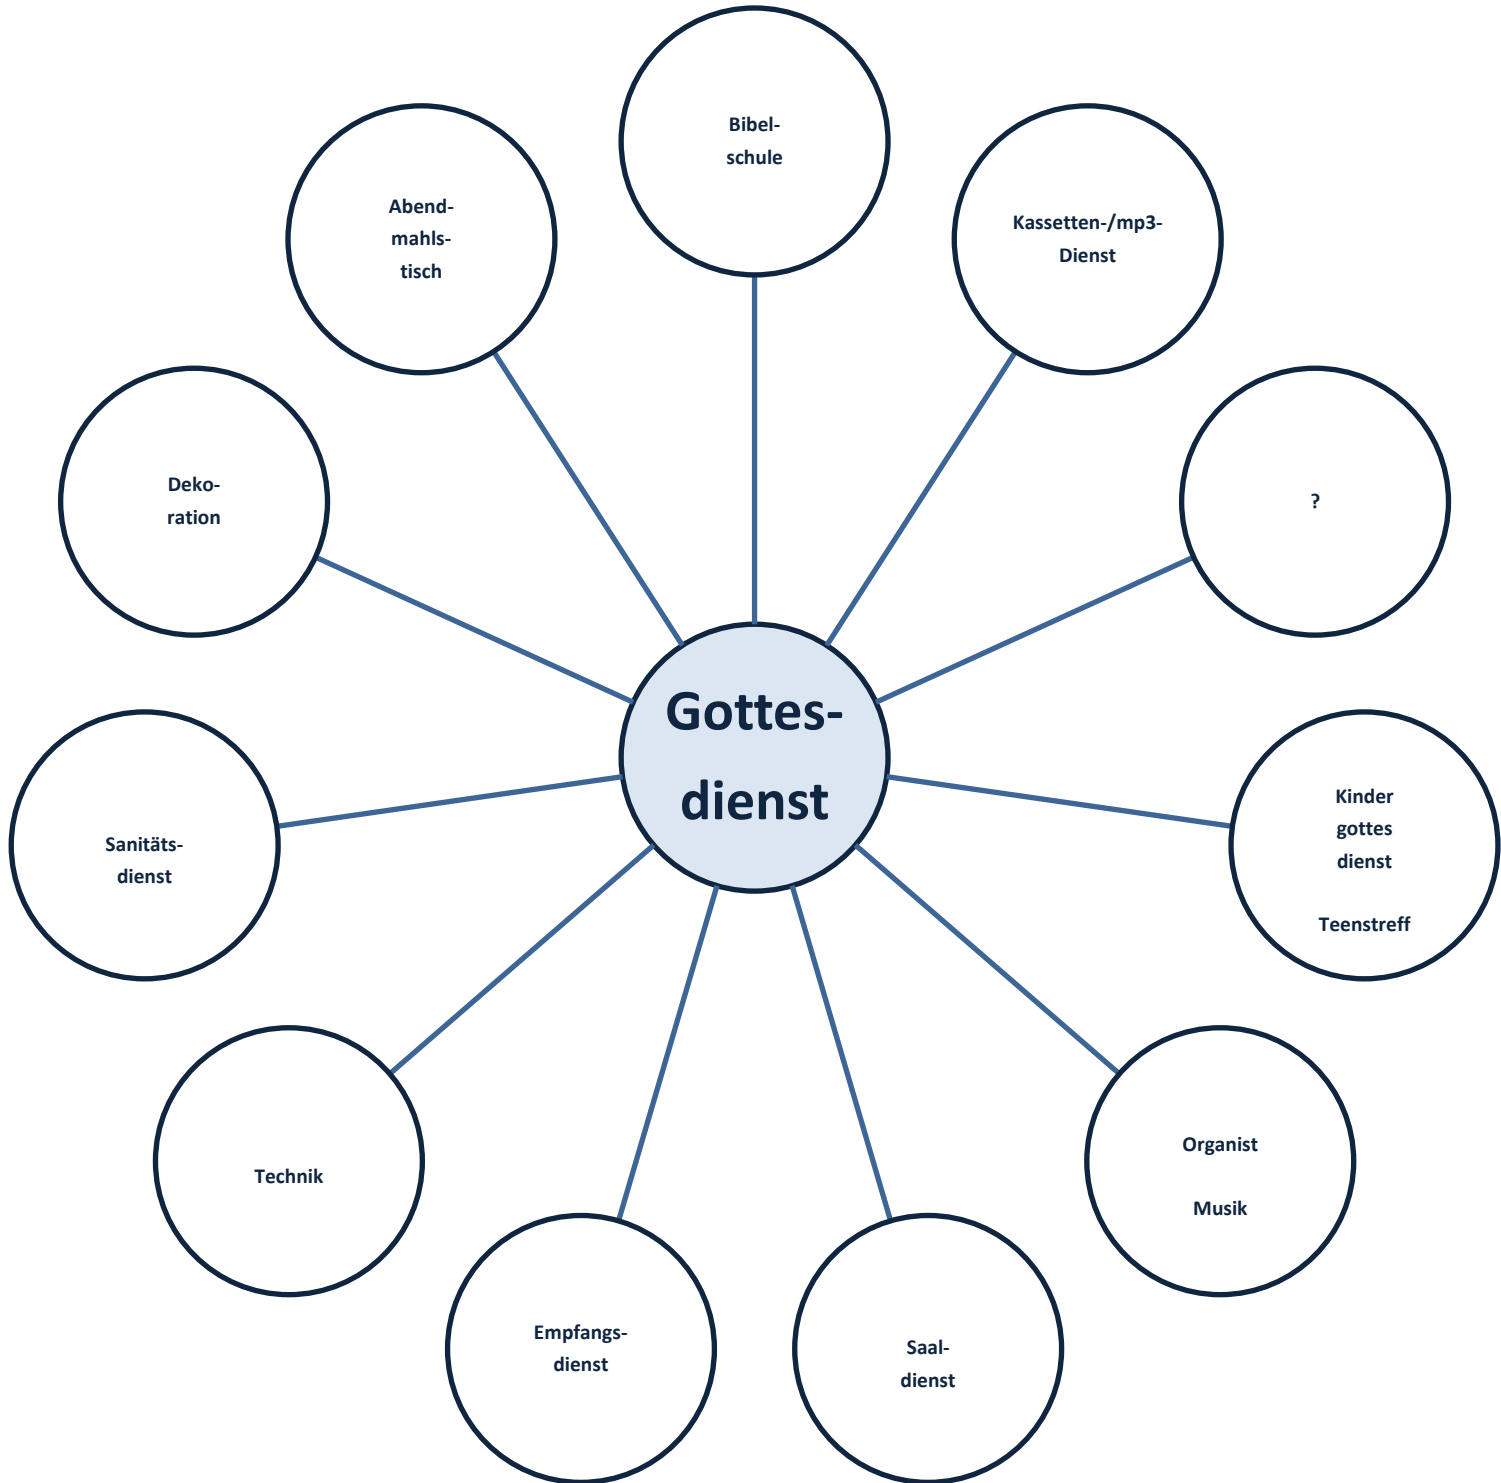 Bibel-
schule
Kassetten-/mp3-
Dienst
?
Kinder
gottes
dienst
Teenstreff
Organist
Musik
Saal-
dienst
Empfangs-
dienst
Technik
Sanitäts-
dienst
Deko-
ration
Abend-
mahls-
tisch
Gottes-
dienst